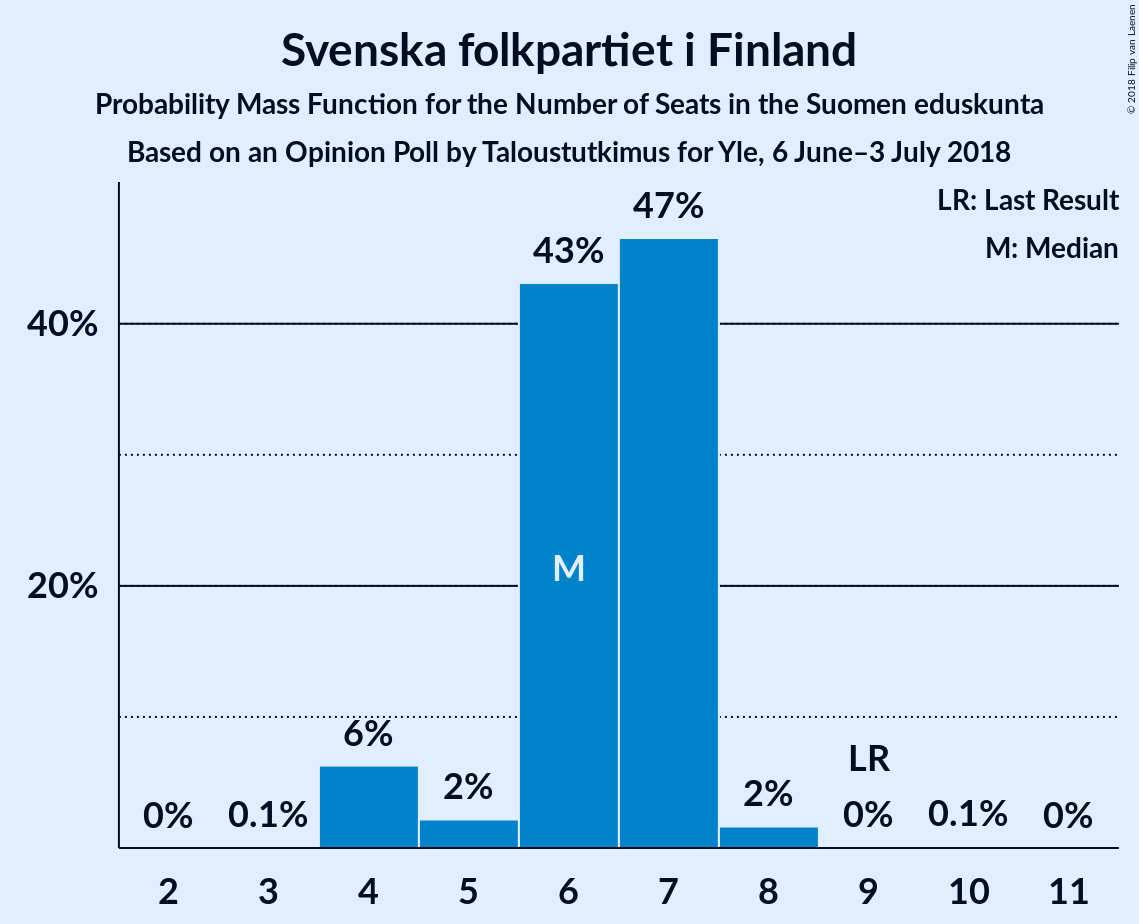 Svenska folkpartiet i Finland
Probability Mass Function for the Number of Seats in the Suomen eduskunta
Based on an Opinion Poll by Taloustutkimus for Yle, 6 June–3 July 2018
© 2018 Filip van Laenen
LR: Last Result
M: Median
40%
20%
0%
0.1%
6%
2%
43%
M
47%
2%
LR
0%
0.1%
0%
2 3 4 5 6 7 8 9 10 11